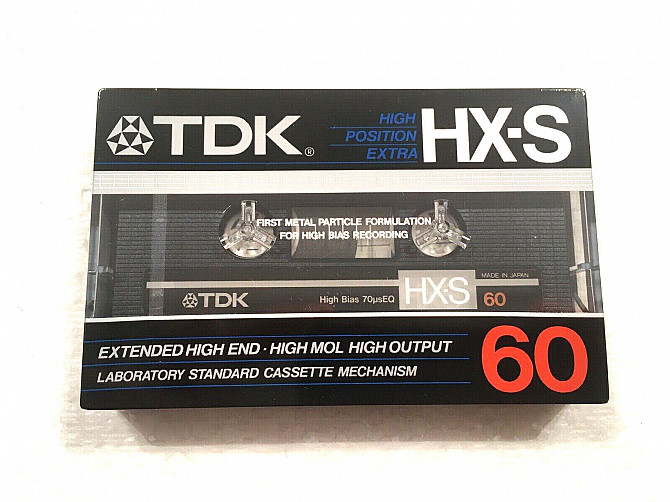 TDK®
HIGH
POSITION
EXTRA
HX-S
FIRST METAL PARTICLE FORMULATION
FOR HIGH BIAS RECORDING
TDK
High Bias 70µsEQ
HX-S
MADE IN JAPAN
60
EXTENDED HIGH END · HIGH MOL HIGH OUTPUT
LABORATORY STANDARD CASSETTE MECHANISM
60